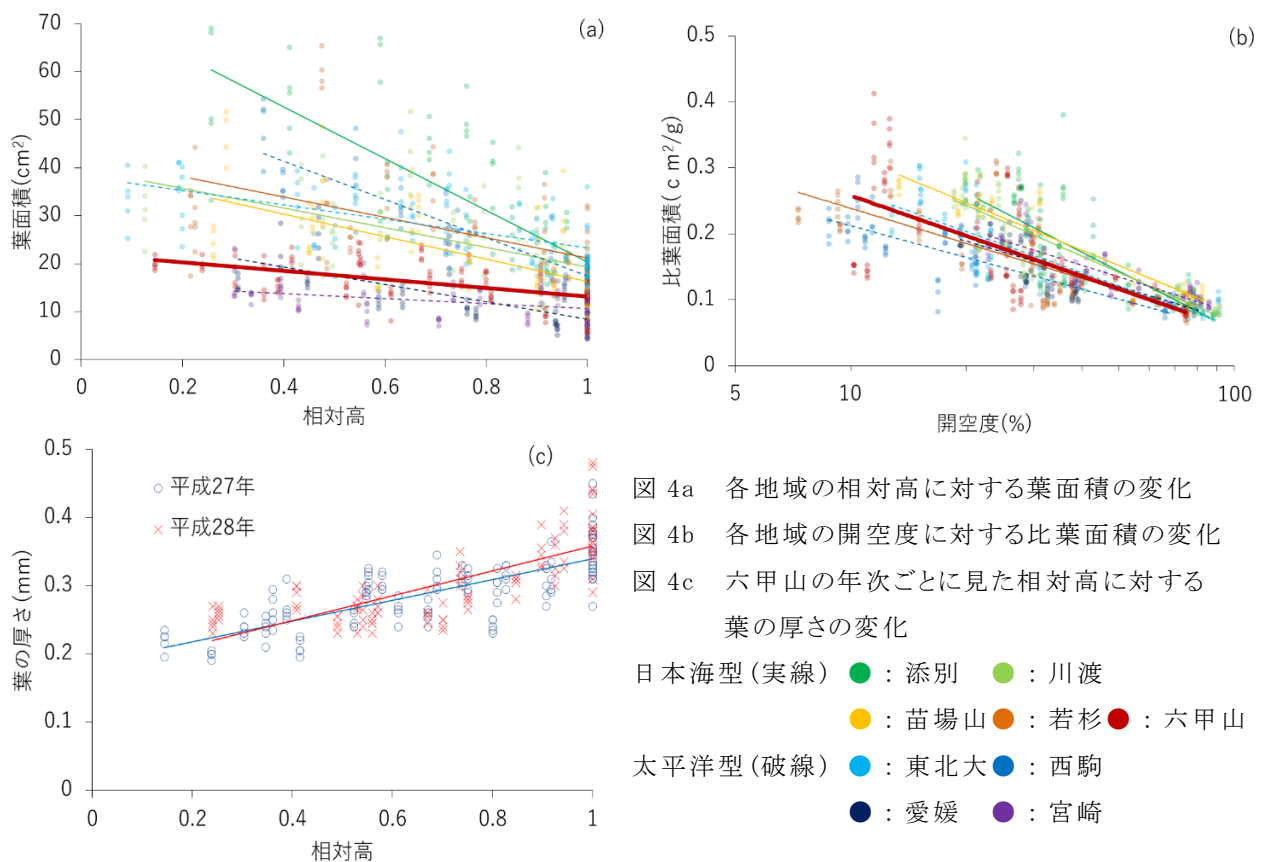 (a)
葉面積(cm²)
70
60
50
40
30
20
10
0
0 0.2 0.4 0.6 0.8 1
相対高
(b)
比葉面積(ｃｍ²/g)
0.5
0.4
0.3
0.2
0.1
0
5 10 20 100
開空度(%)
(c)
葉の厚さ(mm)
0.5
0.4
0.3
0.2
0.1
0
平成27年
平成28年
0 0.2 0.4 0.6 0.8 1
相対高
図 4a 各地域の相対高に対する葉面積の変化
図 4b 各地域の開空度に対する比葉面積の変化
図 4c 六甲山の年次ごとに見た相対高に対する
葉の厚さの変化
日本海型(実線) ：添別 ：川渡
：苗場山 ：若杉 ：六甲山
太平洋型(破線) ：東北大 ：西駒
：愛媛 ：宮崎